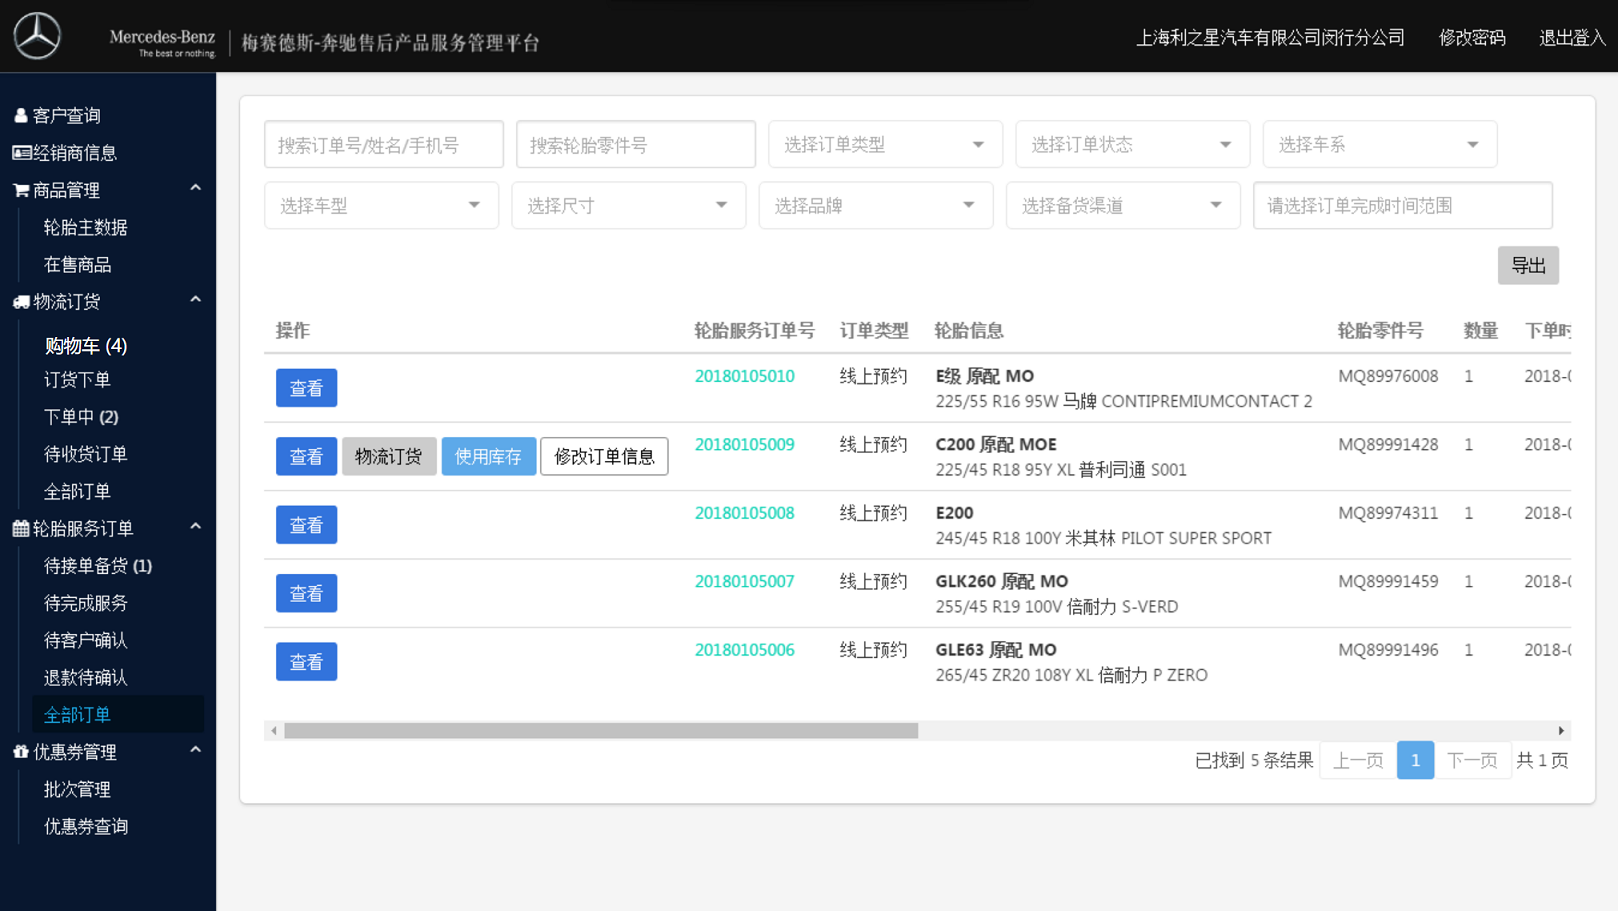 Mercedes-Benz
The best or nothing.
梅赛德斯-奔驰售后产品服务管理平台
上海利之星汽车有限公司闵行分公司 修改密码 退出登入
客户查询
经销商信息
商品管理
轮胎主数据
在售商品
物流订货
购物车 (4)
订货下单
下单中 (2)
待收货订单
全部订单
轮胎服务订单
待接单备货 (1)
待完成服务
待客户确认
退款待确认
全部订单
优惠券管理
批次管理
优惠券查询
搜索订单号/姓名/手机号 搜索轮胎零件号 选择订单类型 选择订单状态 选择车系
选择车型 选择尺寸 选择品牌 选择备货渠道 请选择订单完成时间范围
导出
操作 轮胎服务订单号 订单类型 轮胎信息 轮胎零件号 数量 下单时
查看 20180105010 线上预约 E级 原配 MO MQ89976008 1 2018-0
225/55 R16 95W 马牌 CONTIPREMIUMCONTACT 2
查看 物流订货 使用库存 修改订单信息 20180105009 线上预约 C200 原配 MOE MQ89991428 1 2018-0
225/45 R18 95Y XL 普利司通 S001
查看 20180105008 线上预约 E200 MQ89974311 1 2018-0
245/45 R18 100Y 米其林 PILOT SUPER SPORT
查看 20180105007 线上预约 GLK260 原配 MO MQ89991459 1 2018-0
255/45 R19 100V 倍耐力 S-VERD
查看 20180105006 线上预约 GLE63 原配 MO MQ89991496 1 2018-0
265/45 ZR20 108Y XL 倍耐力 P ZERO
已找到 5 条结果 上一页 1 下一页 共 1 页